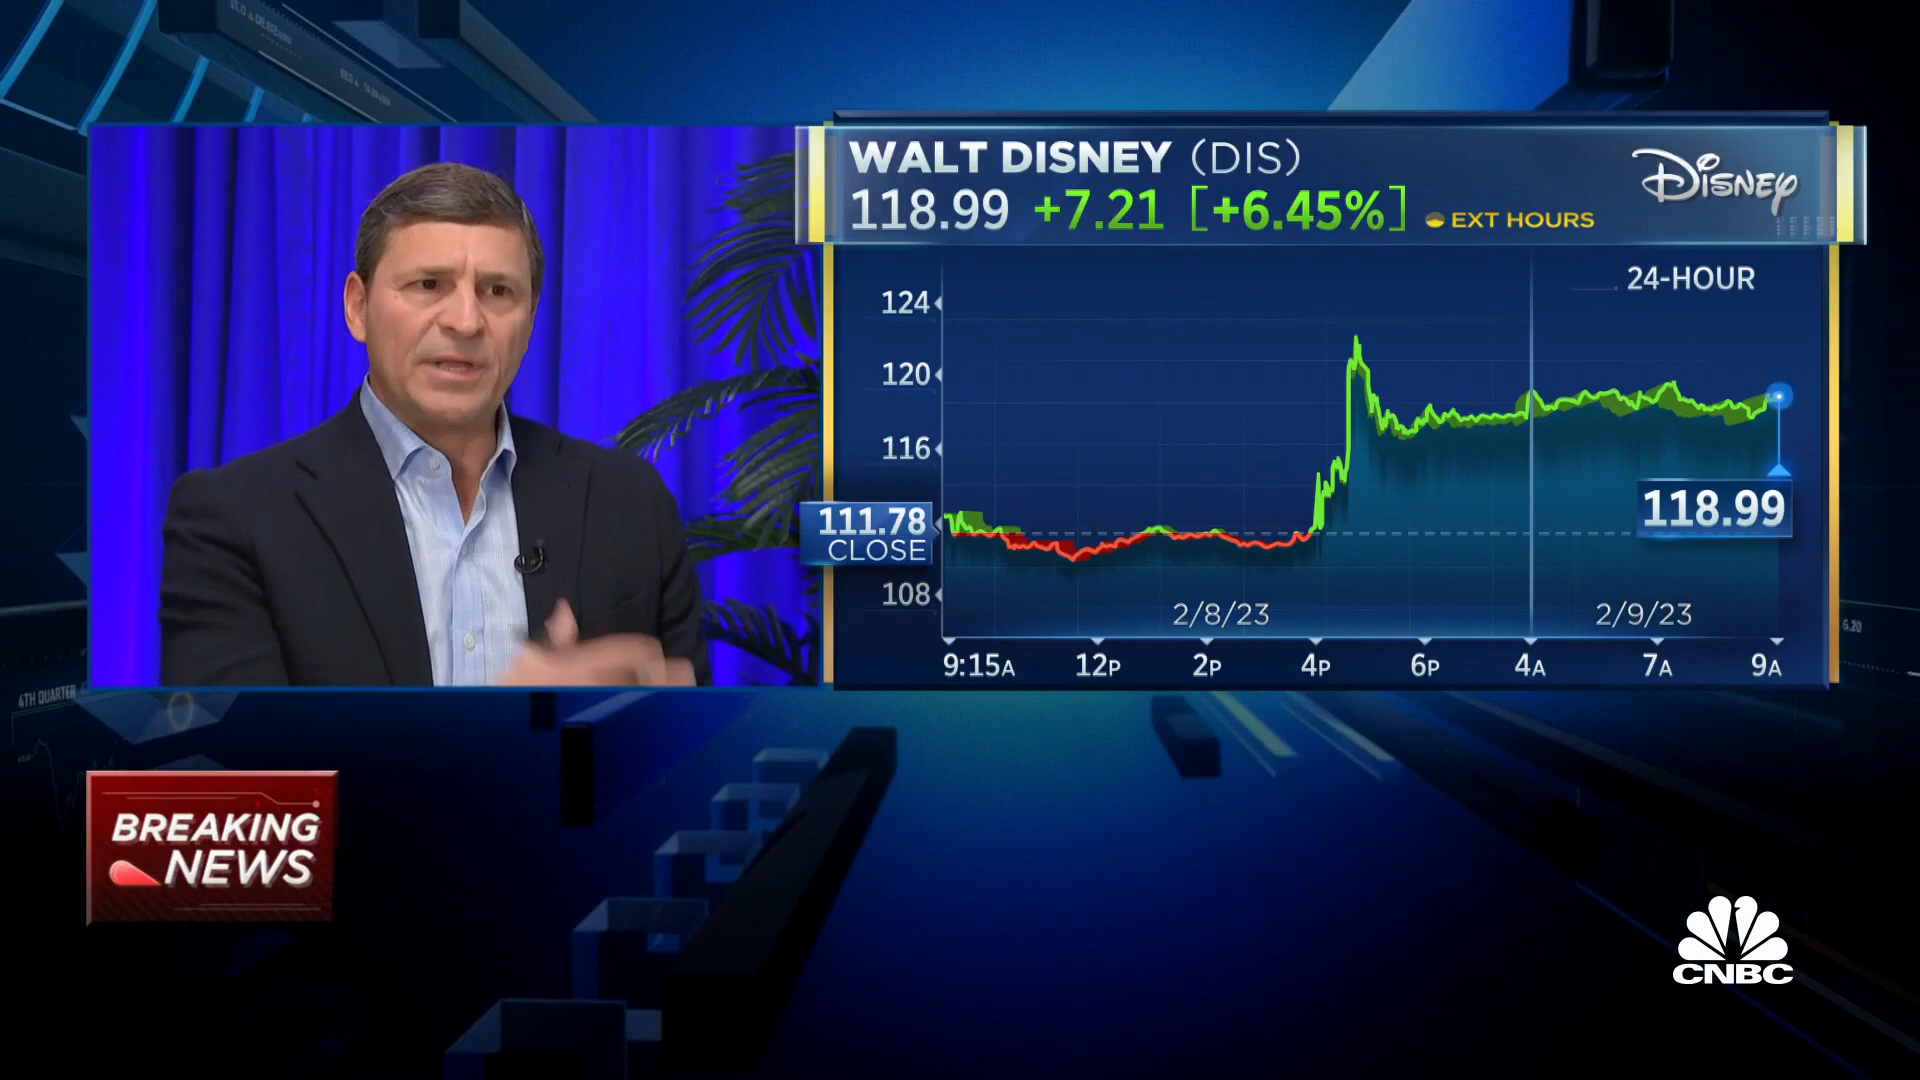 WALT DISNEY (DIS)
118.99 +7.21 [+6.45%] EXT HOURS
Disney
24-HOUR
124
120
116
111.78
CLOSE
108
118.99
2/8/23 2/9/23
9:15A 12P 2P 4P 6P 4A 7A 9A
4TH QUARTER
BREAKING
NEWS
CNBC